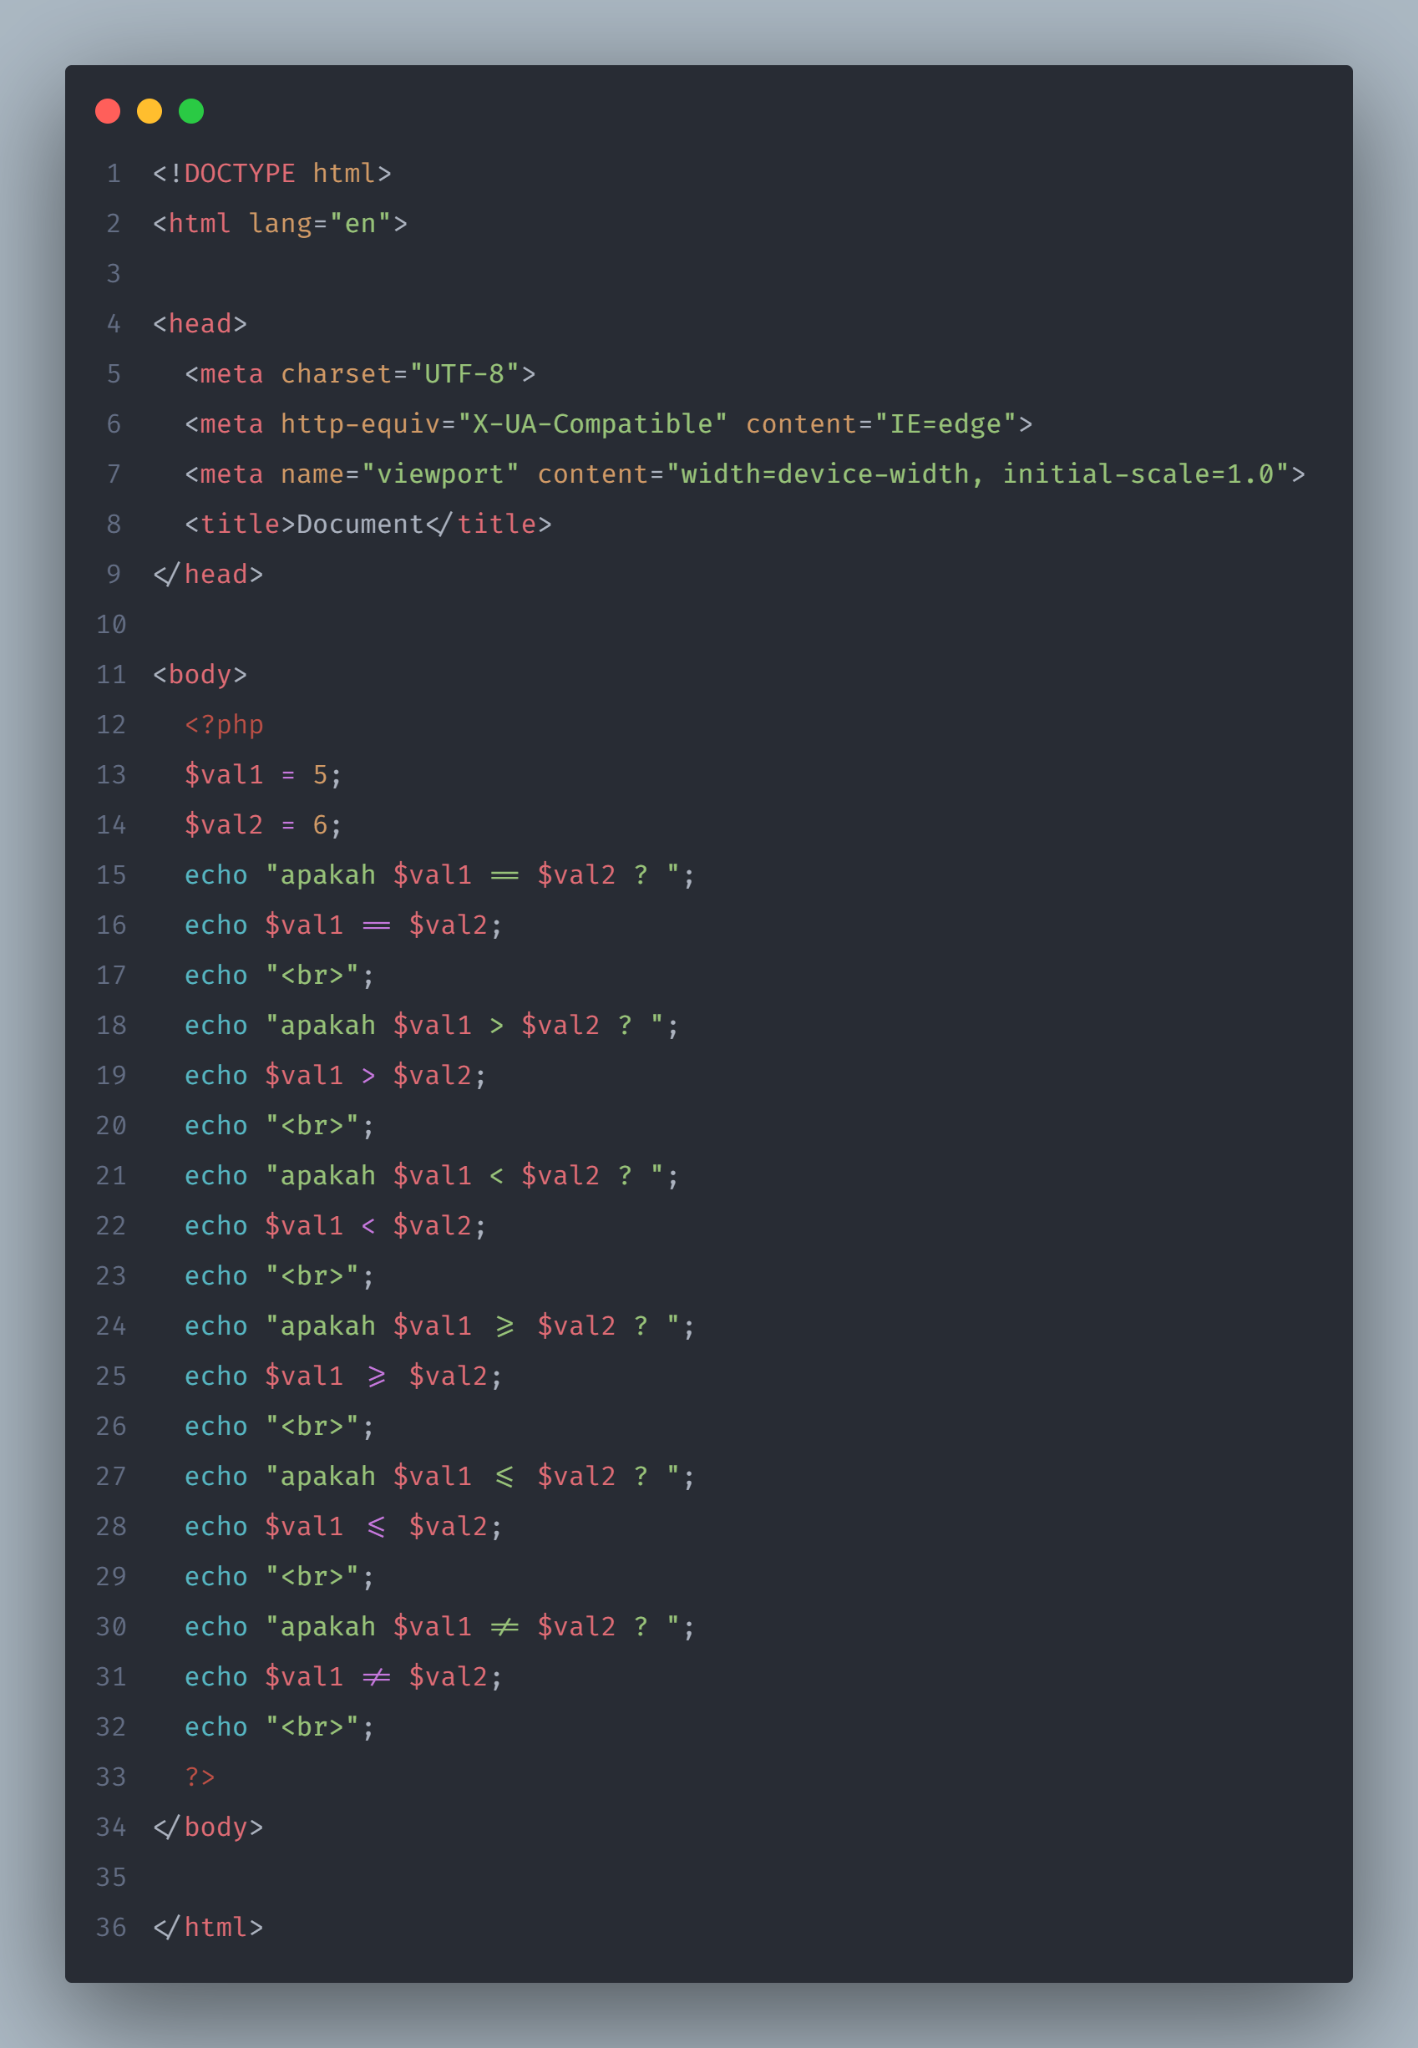 1 <!DOCTYPE html>
2 <html lang="en">
3
4 <head>
5   <meta charset="UTF-8">
6   <meta http-equiv="X-UA-Compatible" content="IE=edge">
7   <meta name="viewport" content="width=device-width, initial-scale=1.0">
8   <title>Document</title>
9 </head>
10
11 <body>
12   <?php
13   $val1 = 5;
14   $val2 = 6;
15   echo "apakah $val1 == $val2 ? ";
16   echo $val1 == $val2;
17   echo "<br>";
18   echo "apakah $val1 > $val2 ? ";
19   echo $val1 > $val2;
20   echo "<br>";
21   echo "apakah $val1 < $val2 ? ";
22   echo $val1 < $val2;
23   echo "<br>";
24   echo "apakah $val1 >= $val2 ? ";
25   echo $val1 >= $val2;
26   echo "<br>";
27   echo "apakah $val1 <= $val2 ? ";
28   echo $val1 <= $val2;
29   echo "<br>";
30   echo "apakah $val1 != $val2 ? ";
31   echo $val1 != $val2;
32   echo "<br>";
33   ?>
34 </body>
35
36 </html>